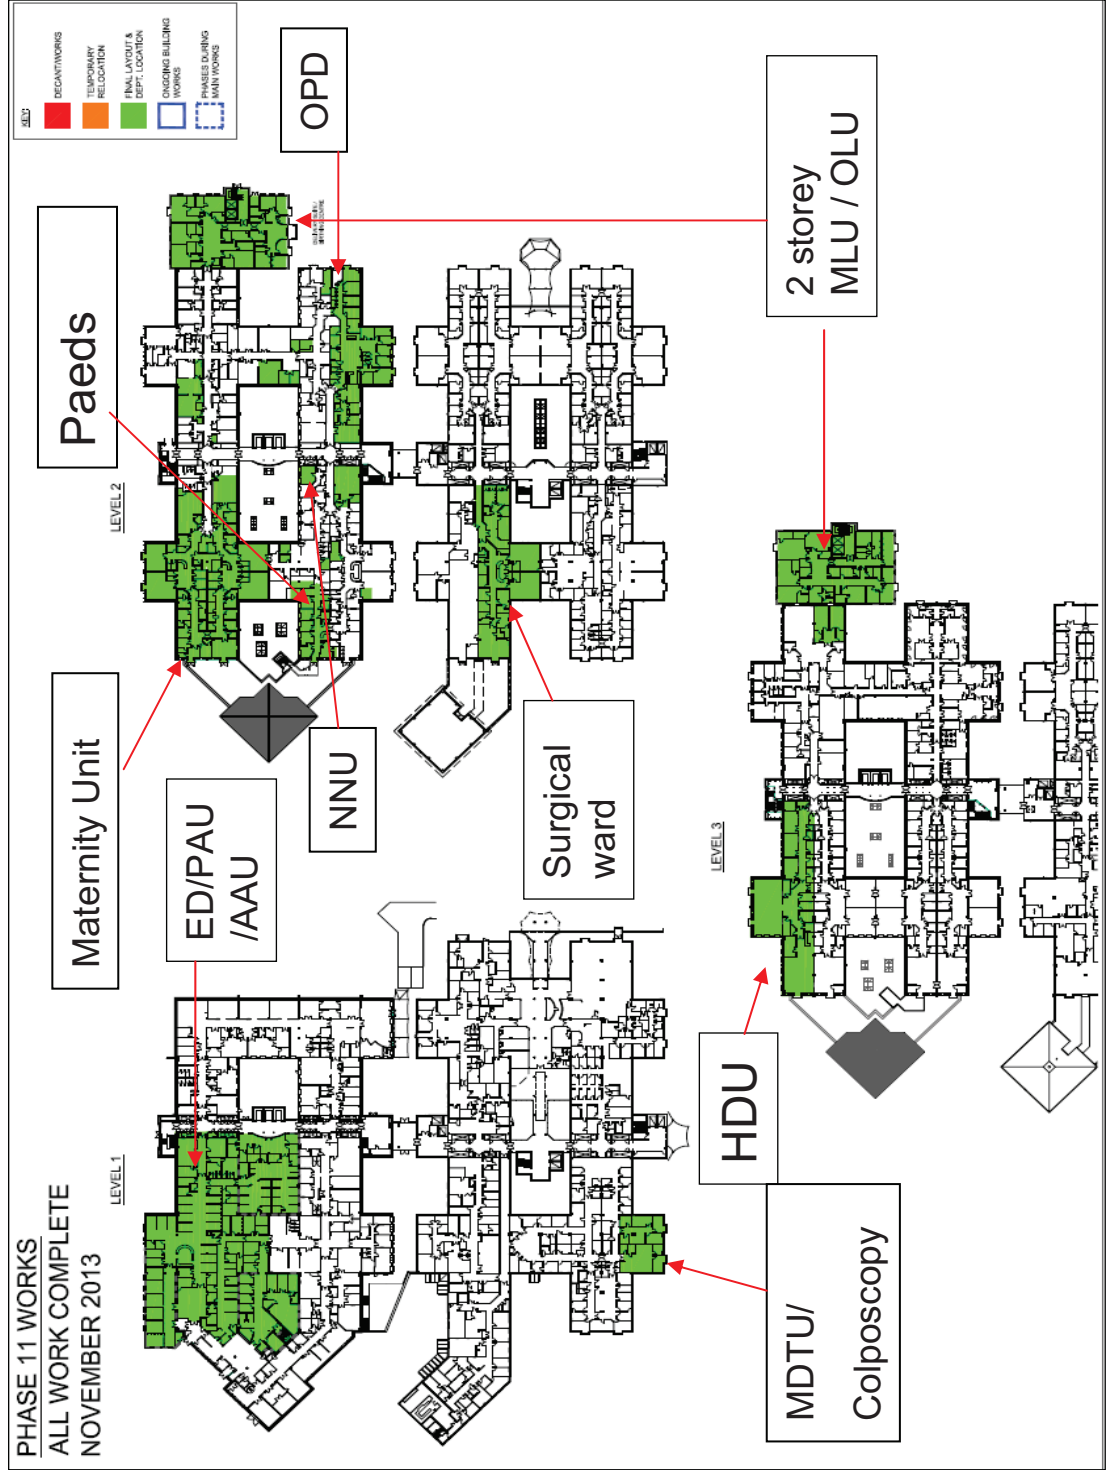 PHASE 11 WORKS
ALL WORK COMPLETE
NOVEMBER 2013
KEY:
DECANT/WORKS
TEMPORARY
RELOCATION
FINAL LAYOUT &
DEPT. LOCATION
ONGOING BUILDING
WORKS
PHASES DURING
MAIN WORKS
LEVEL 1
LEVEL 2
LEVEL 3
Maternity Unit
Paeds
OPD
ED/PAU
/AAU
NNU
Surgical
ward
2 storey
MLU / OLU
HDU
MDTU/
Colposcopy